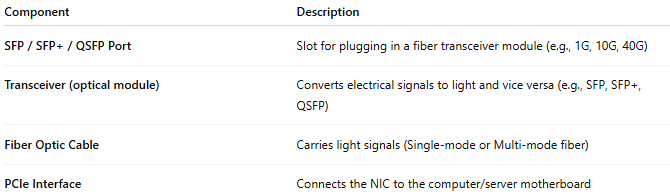 Component Description
SFP / SFP+ / QSFP Port Slot for plugging in a fiber transceiver module (e.g., 1G, 10G, 40G)
Transceiver (optical module) Converts electrical signals to light and vice versa (e.g., SFP, SFP+,
QSFP)
Fiber Optic Cable Carries light signals (Single-mode or Multi-mode fiber)
PCIe Interface Connects the NIC to the computer/server motherboard